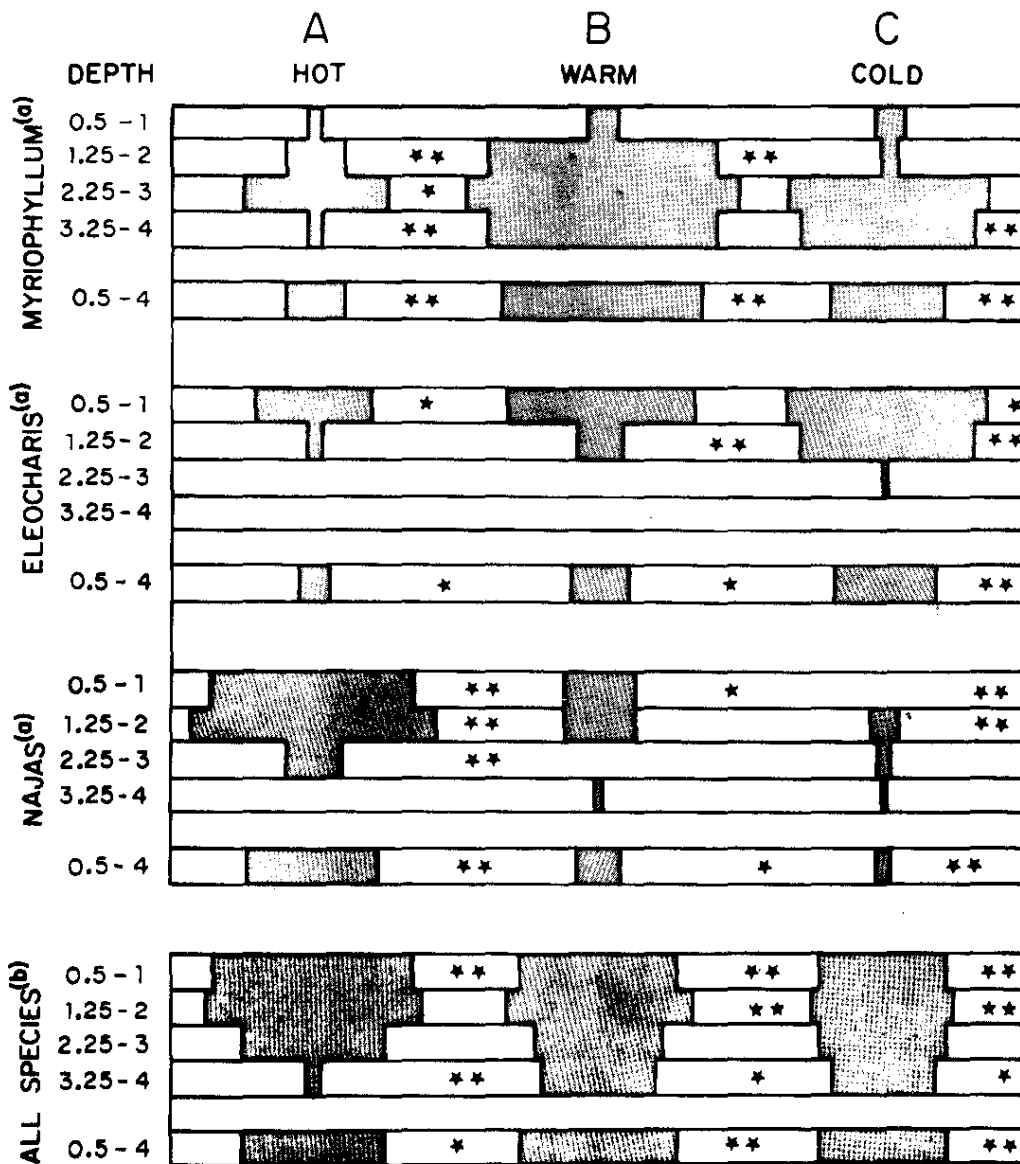 A B C
DEPTH HOT WARM COLD
MYRIOPHYLLUM(a)
0.5 - 1
1.25 - 2 ★★ ★★
2.25 - 3 ★
3.25 - 4 ★★ ★★
0.5 - 4 ★★ ★★ ★★
ELEOCHARIS(a)
0.5 - 1 ★ ★
1.25 - 2 ★★ ★★
2.25 - 3
3.25 - 4
0.5 - 4 ★ ★ ★★
NAJAS(a)
0.5 - 1 ★★ ★ ★★
1.25 - 2 ★★ ★★
2.25 - 3 ★★
3.25 - 4
0.5 - 4 ★★ ★ ★★
ALL SPECIES(b)
0.5 - 1 ★★ ★★ ★★
1.25 - 2 ★★ ★★
2.25 - 3
3.25 - 4 ★★ ★ ★
0.5 - 4 ★ ★★ ★★